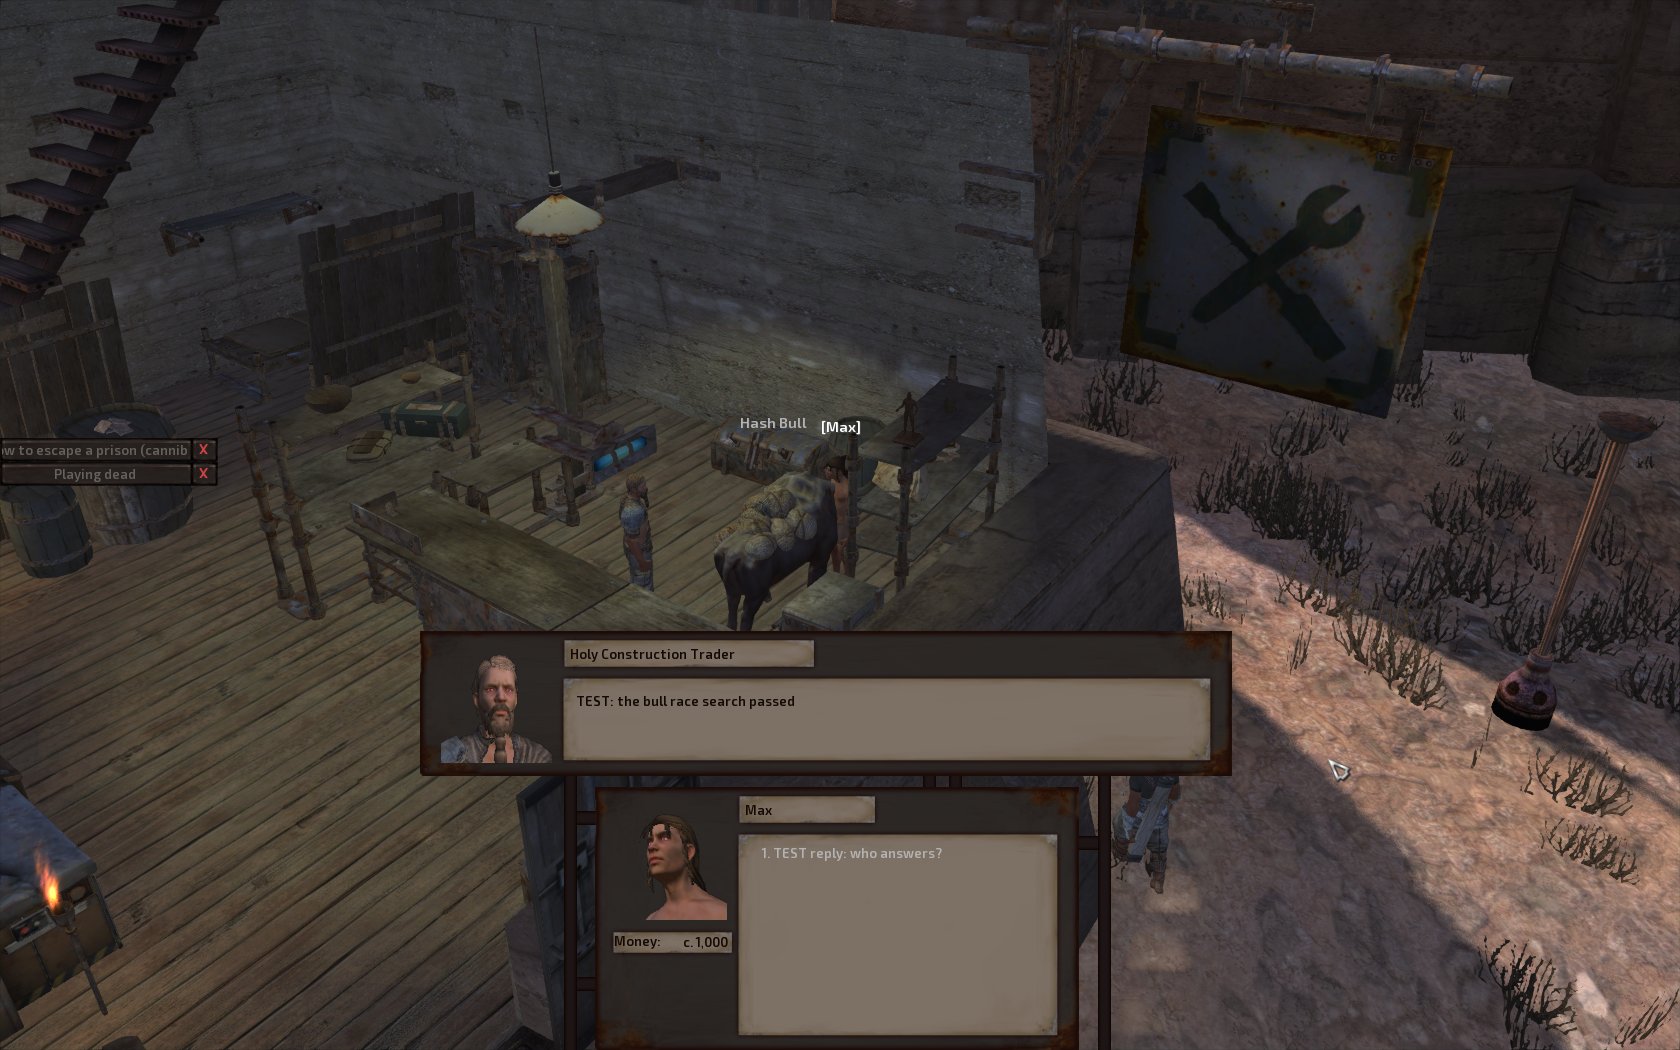 Hash Bull
[Max]
ow to escape a prison (cannib
X
Playing dead
X
Holy Construction Trader
TEST: the bull race search passed
Max
1. TEST reply: who answers?
Money: c.1,000